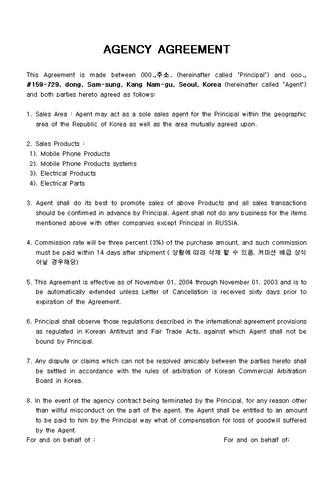 AGENCY AGREEMENT
This Agreement is made between 000.,주소, (hereinafter called "Principal") and ooo.,
#159-729, dong, Sam-sung, Kang Nam-gu, Seoul, Korea (hereinafter called "Agent")
and both parties hereto agreed as follows:
1. Sales Area : Agent may act as a sole sales agent for the Principal within the geographic
area of the Republic of Korea as well as the area mutually agreed upon.
2. Sales Products :
1). Mobile Phone Products
2). Mobile Phone Products systems
3). Electrical Products
4). Electrical Parts
3. Agent shall do its best to promote sales of above Products and all sales transactions
should be confirmed in advance by Principal. Agent shall not do any business for the items
mentioned above with other companies except Principal in RUSSIA.
4. Commission rate will be three percent (3%) of the purchase amount, and such commission
must be paid within 14 days after shipment ( 상황에 따라 삭제 할 수 있음, 커미션 배급 상식
아닐 경우해당)
5. This Agreement is effective as of November 01, 2004 through November 01, 2003 and is to
be automatically extended unless Letter of Cancellation is received sixty days prior to
expiration of the Agreement.
6. Principal shall observe those regulations described in the international agreement provisions
as regulated in Korean Antitrust and Fair Trade Acts, against which Agent shall not be
bound by Principal.
7. Any dispute or claims which can not be resolved amicably between the parties hereto shall
be settled in accordance with the rules of arbitration of Korean Commercial Arbitration
Board in Korea.
8. In the event of the agency contract being terminated by the Principal, for any reason other
than willful misconduct on the part of the agent, the Agent shall be entitled to an amount
to be paid to him by the Principal way what of compensation for loss of goodwill suffered
by the Agent.
For and on behalf of : For and on behalf of: